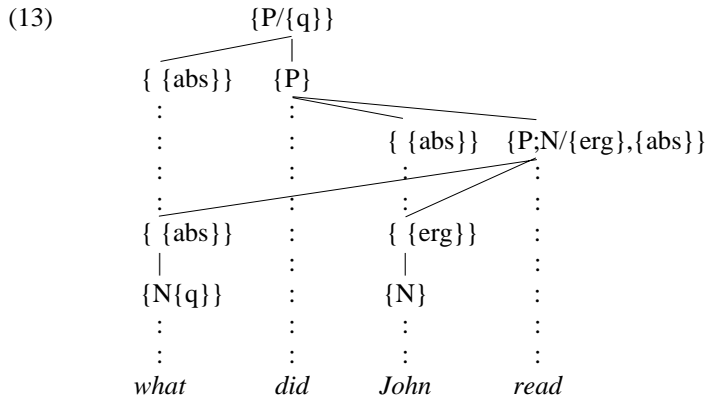 (13) {P/{q}}
{ {abs}} {P}
: : { {abs}} {P;N/{erg},{abs}}
: : : :
: : : :
{ {abs}} : { {erg}} :
{N{q}} : {N} :
: : : :
: : : :
what did John read